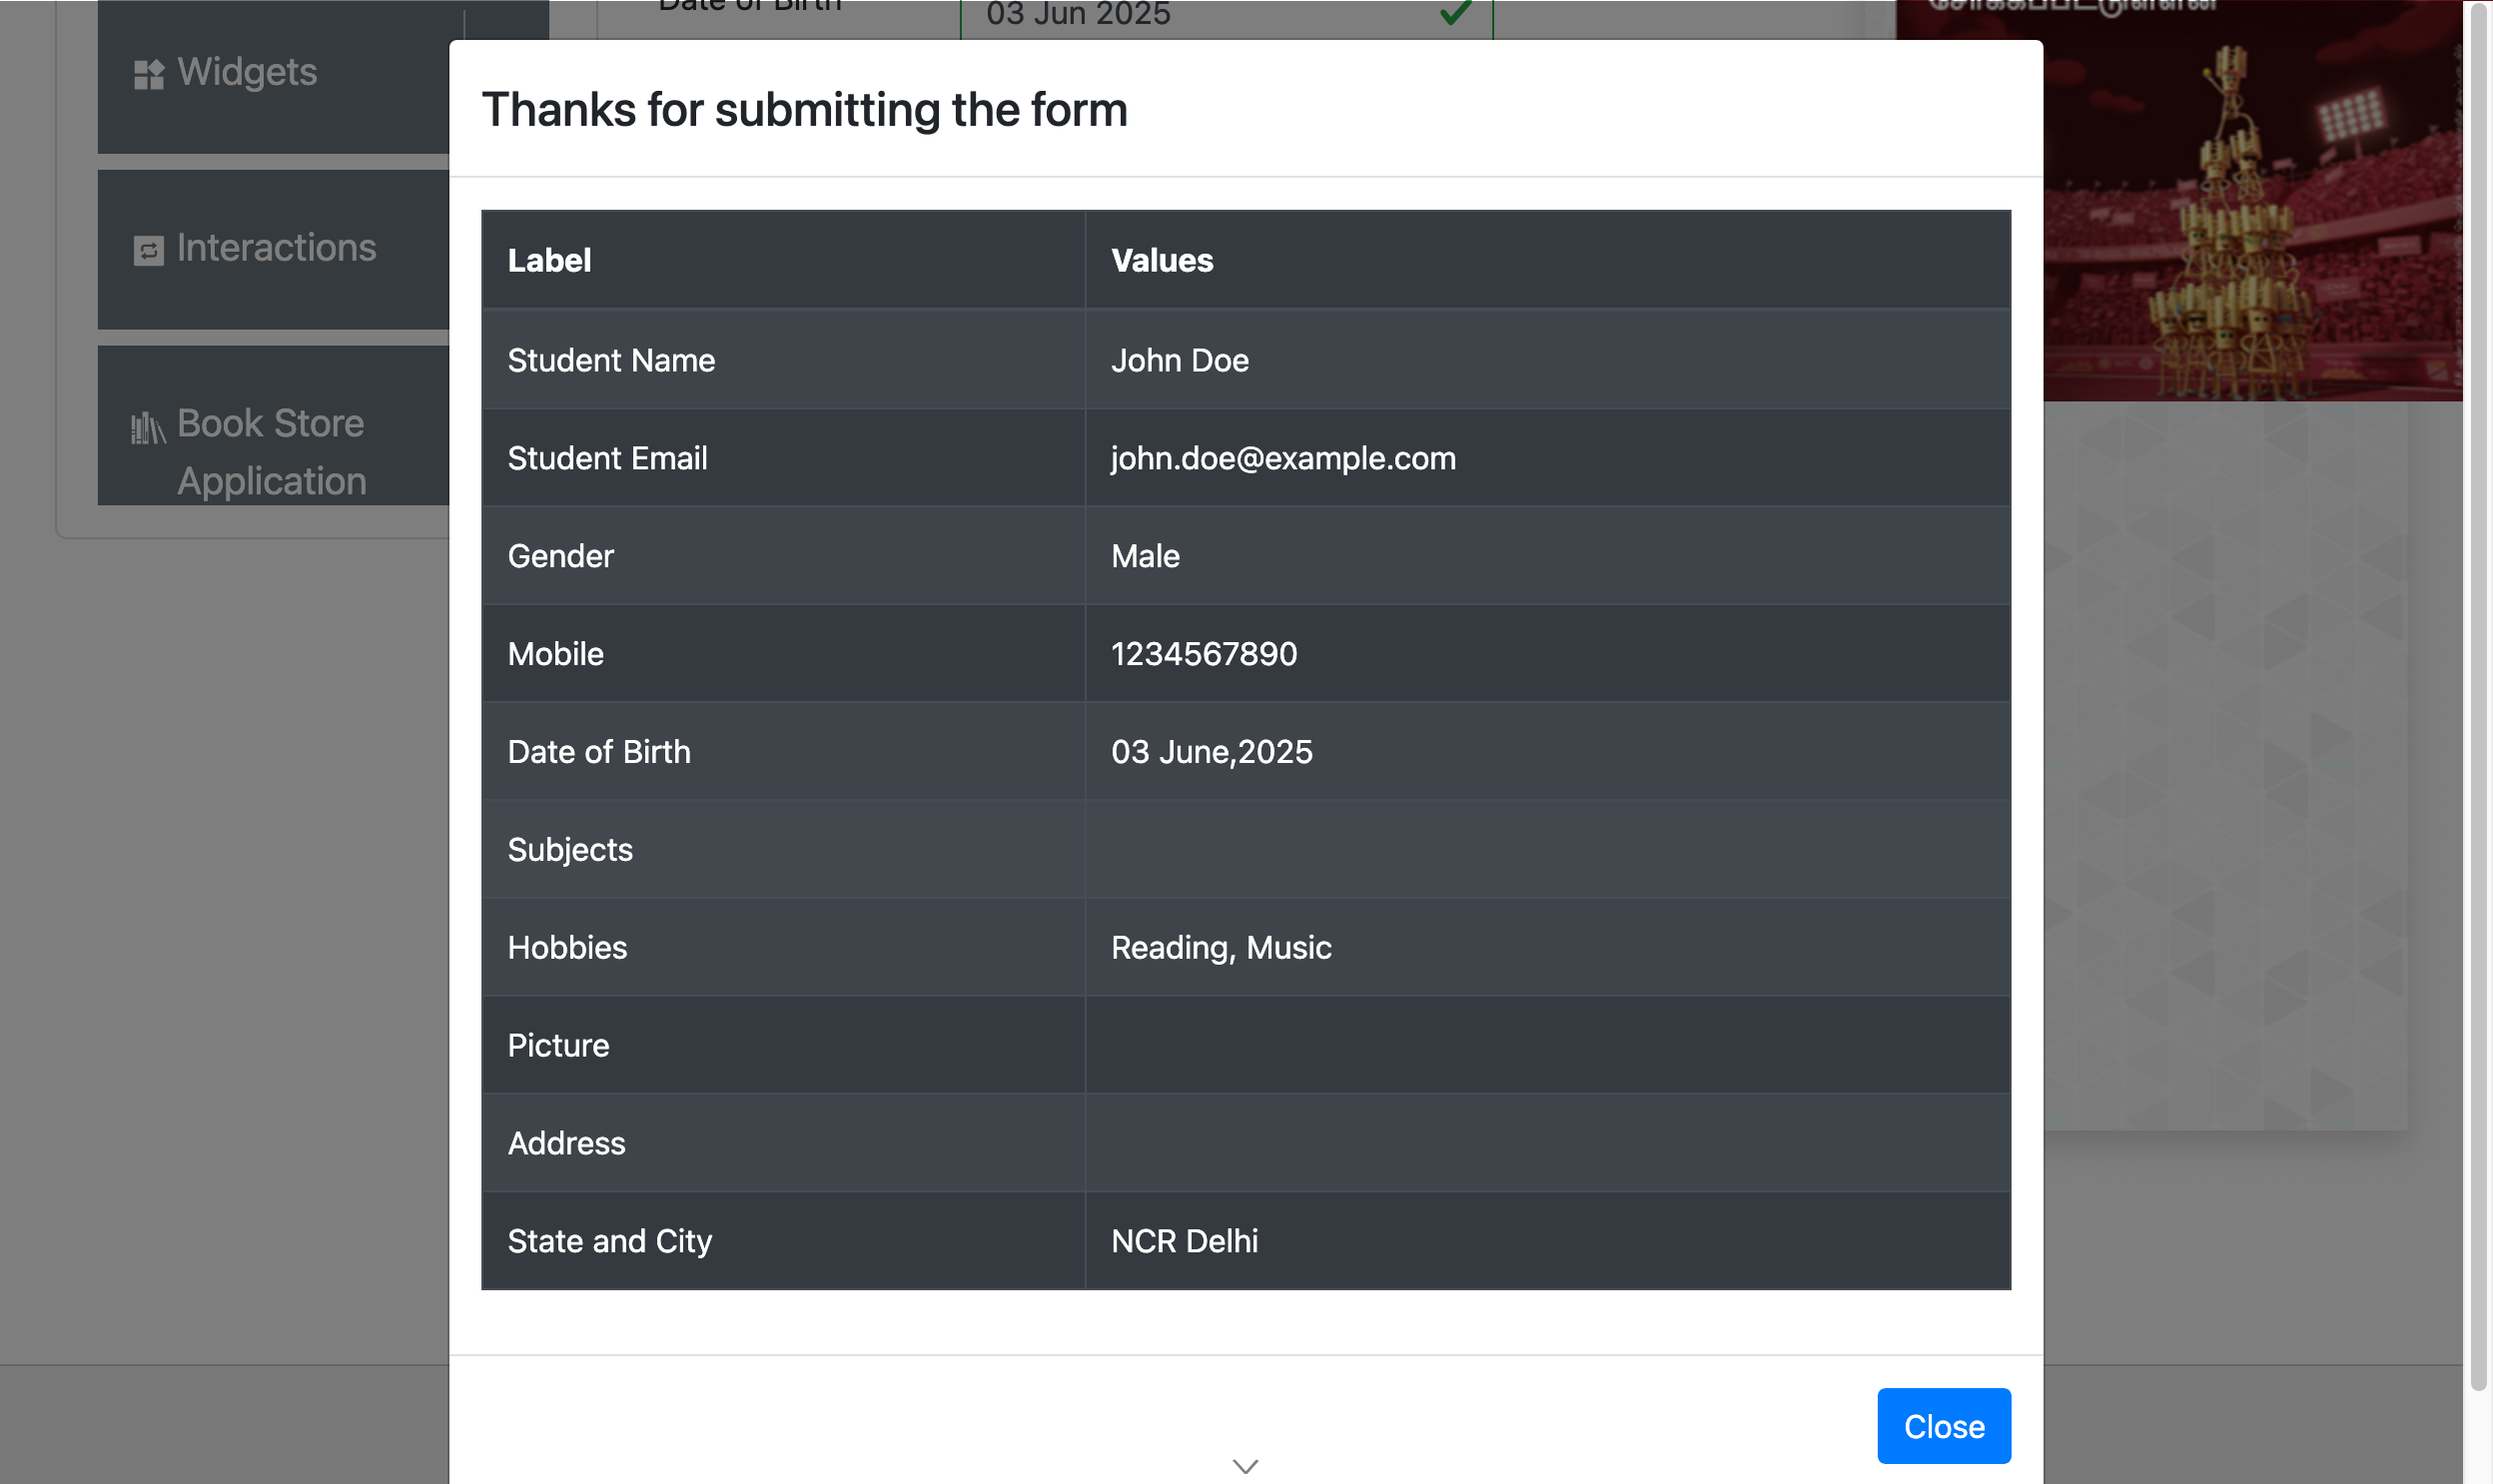 Date of Birth
03 Jun 2025
Widgets
Interactions
Book Store
Application
Thanks for submitting the form
Label Values
Student Name John Doe
Student Email john.doe@example.com
Gender Male
Mobile 1234567890
Date of Birth 03 June,2025
Subjects
Hobbies Reading, Music
Picture
Address
State and City NCR Delhi
Close